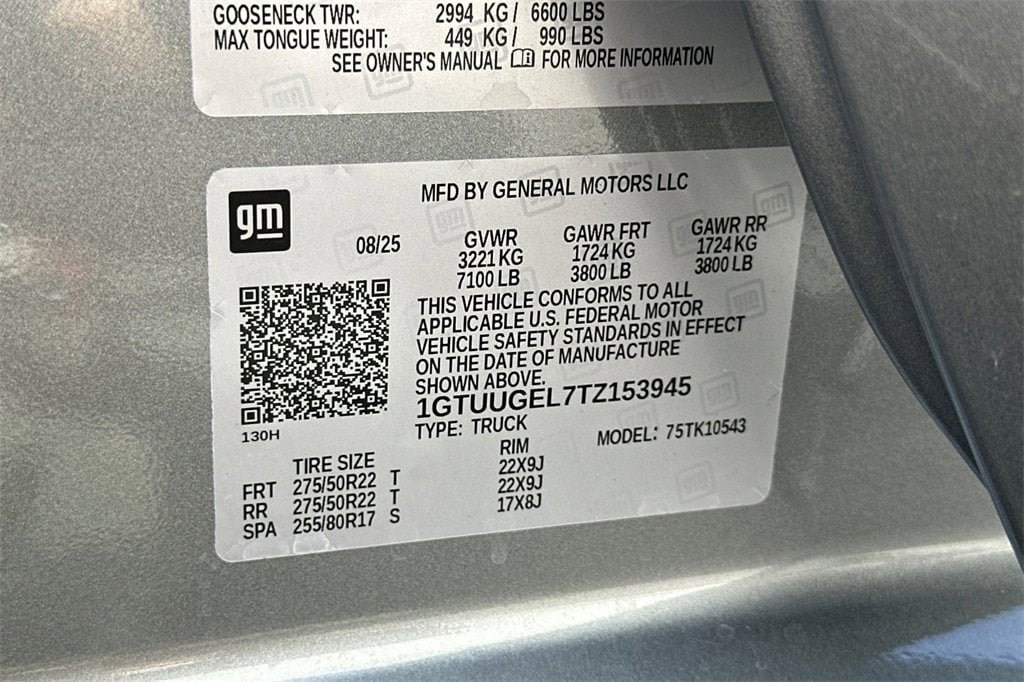 GOOSENECK TWR: 2994 KG/ 6600 LBS
MAX TONGUE WEIGHT: 449 KG/ 990 LBS
SEE OWNER'S MANUAL FOR MORE INFORMATION
gm
MFD BY GENERAL MOTORS LLC
08/25
GVWR GAWR FRT GAWR RR
3221 KG 1724 KG 1724 KG
7100 LB 3800 LB 3800 LB
THIS VEHICLE CONFORMS TO ALL
APPLICABLE U.S. FEDERAL MOTOR
VEHICLE SAFETY STANDARDS IN EFFECT
ON THE DATE OF MANUFACTURE
SHOWN ABOVE.
1GTUUGEL7TZ153945
130H
TYPE: TRUCK MODEL: 75TK10543
TIRE SIZE RIM
FRT 275/50R22 T 22X9J
RR 275/50R22 T 22X9J
SPA 255/80R17 S 17X8J